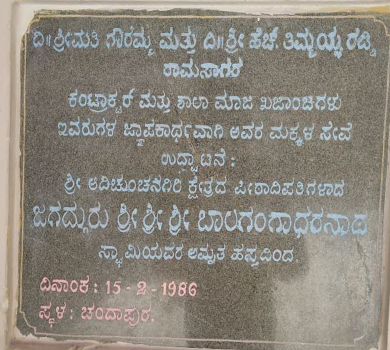 ದಿ॥ ಶ್ರೀಮತಿ ಗೌರಮ್ಮ ಮತ್ತು ದಿ॥ ಶ್ರೀ ಹೆಚ್. ತಿಮ್ಮಯ್ಯ ರೆಡ್ಡಿ
ರಾಮಸಾಗರ
ಕಂಟ್ರಾಕ್ಟರ್ ಮತ್ತು ಶಾಲಾ ಮಾಜಿ ಖಜಾಂಚಿಗಳು
ಇವರುಗಳ ಜ್ಞಾಪಕಾರ್ಥವಾಗಿ ಅವರ ಮಕ್ಕಳ ಸೇವೆ
ಉದ್ಘಾಟನೆ :
ಶ್ರೀ ಆದಿಚುಂಚನಗಿರಿ ಕ್ಷೇತ್ರದ ಪೀಠಾಧಿಪತಿಗಳಾದ
ಜಗದ್ಗುರು ಶ್ರೀ ಶ್ರೀ ಶ್ರೀ ಬಾಲಗಂಗಾಧರನಾಥ
ಸ್ವಾಮಿಯವರ ಅಮೃತ ಹಸ್ತದಿಂದ.
ದಿನಾಂಕ : 15-2-1986
ಸ್ಥಳ : ಚಂದಾಪುರ.